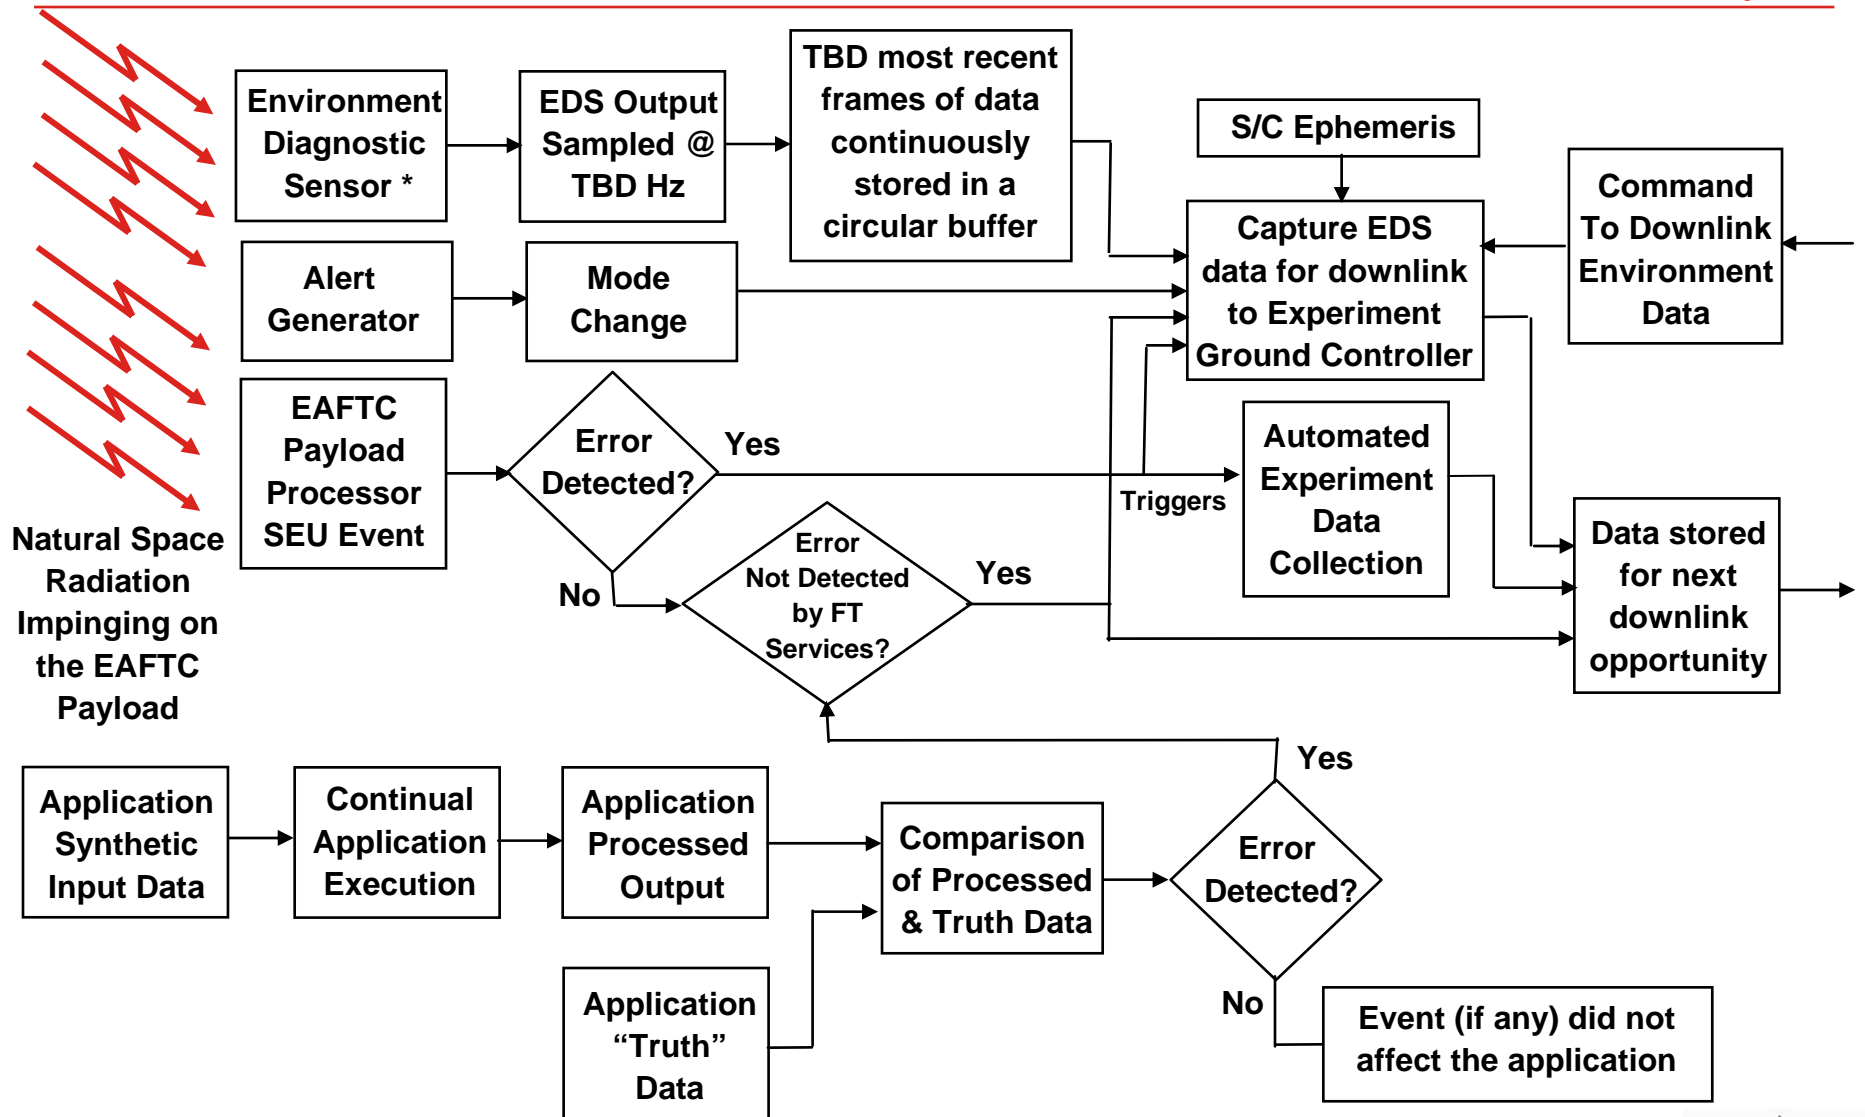 Environment
Diagnostic
Sensor *
EDS Output
Sampled @
TBD Hz
TBD most recent
frames of data
continuously
stored in a
circular buffer
S/C Ephemeris
Command
To Downlink
Environment
Data
Capture EDS
data for downlink
to Experiment
Ground Controller
Alert
Generator
Mode
Change
EAFTC
Payload
Processor
SEU Event
Error
Detected?
Yes
Triggers
Automated
Experiment
Data
Collection
No
Error
Not Detected
by FT
Services?
Yes
Data stored
for next
downlink
opportunity
Natural Space
Radiation
Impinging on
the EAFTC
Payload
Application
Synthetic
Input Data
Continual
Application
Execution
Application
Processed
Output
Comparison
of Processed
& Truth Data
Yes
Error
Detected?
No
Application
“Truth”
Data
Event (if any) did not
affect the application